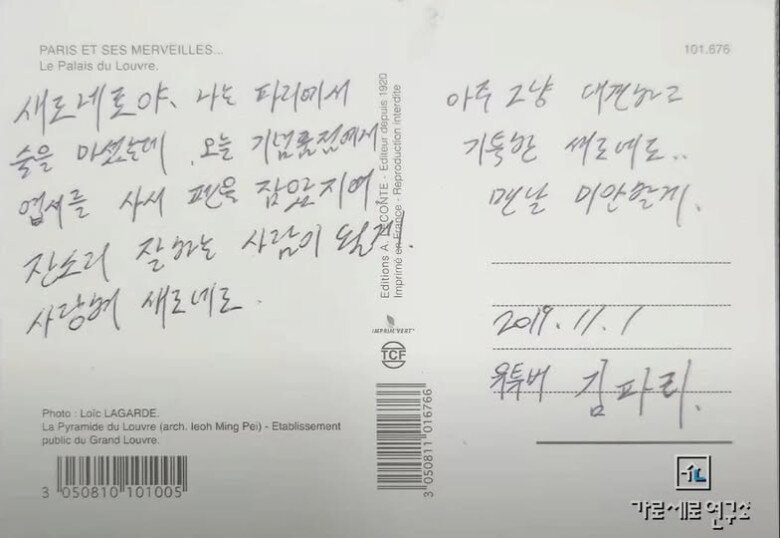 PARIS ET SES MERVEILLES...
Le Palais du Louvre.
101.676
새로네로야, 나는 파리에서
술을 마셨는데, 오늘 기념품점에서
엽서를 사서 펜을
잔소리 잘하는 사람이 될게.
사랑해 새로네로.
Photo : Loïc LAGARDE.
La Pyramide du Louvre (arch. Ieoh Ming Pei) - Etablissement
public du Grand Louvre.
3 050810 101005
Editions A. LECONTE - Editeur depuis 1920
Imprimé en France - Reproduction interdite
IMPRIM'VERT®
TCF
3 050811 016766
아주 그냥 대견하고
기특한 새로네로..
맨날 미안할게.
2019.11.1
유투버 김파리.
가로세로연구소